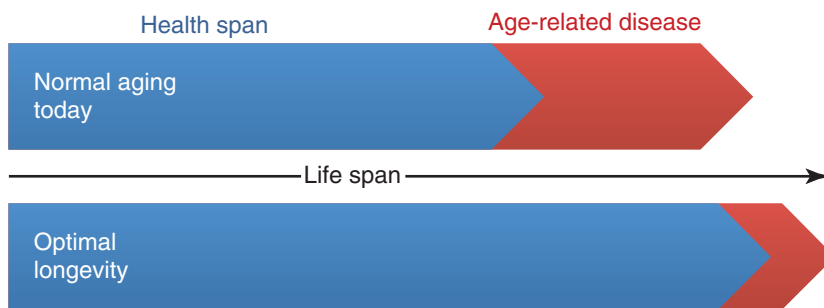 Health span
Age-related disease
Normal aging
today
Life span
Optimal
longevity